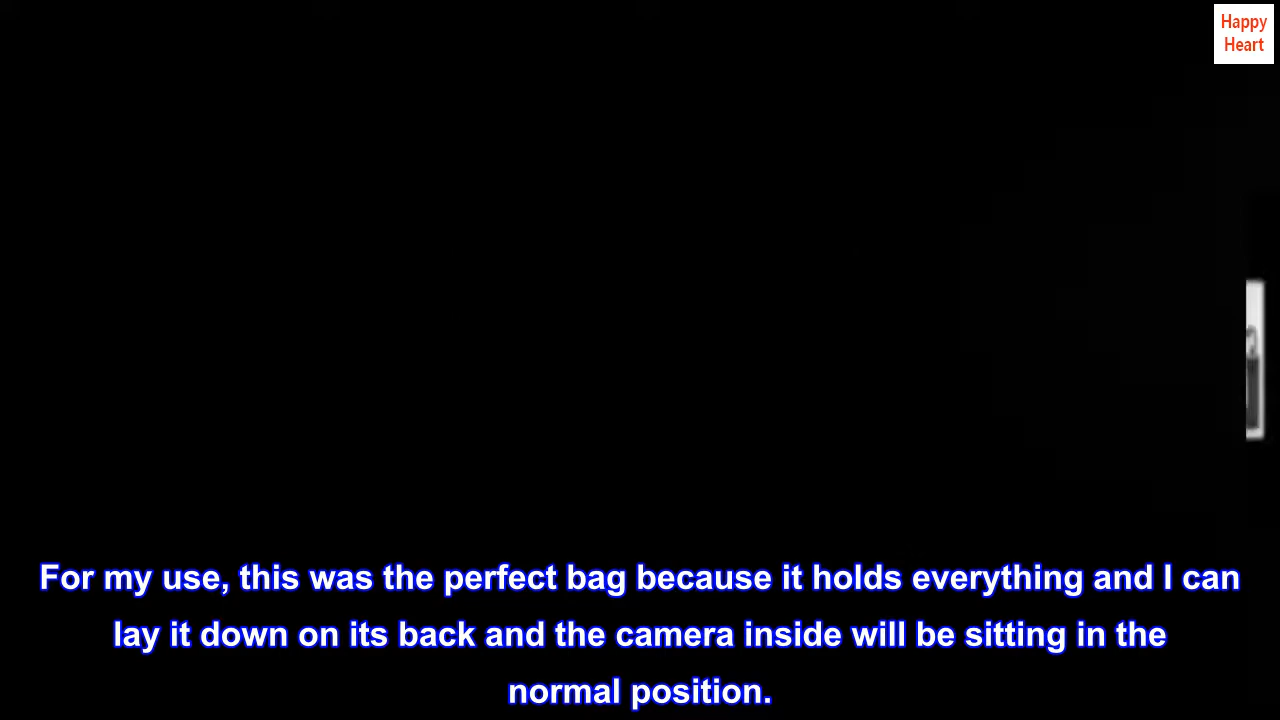 Happy
Heart
For my use, this was the perfect bag because it holds everything and I can
lay it down on its back and the camera inside will be sitting in the
normal position.